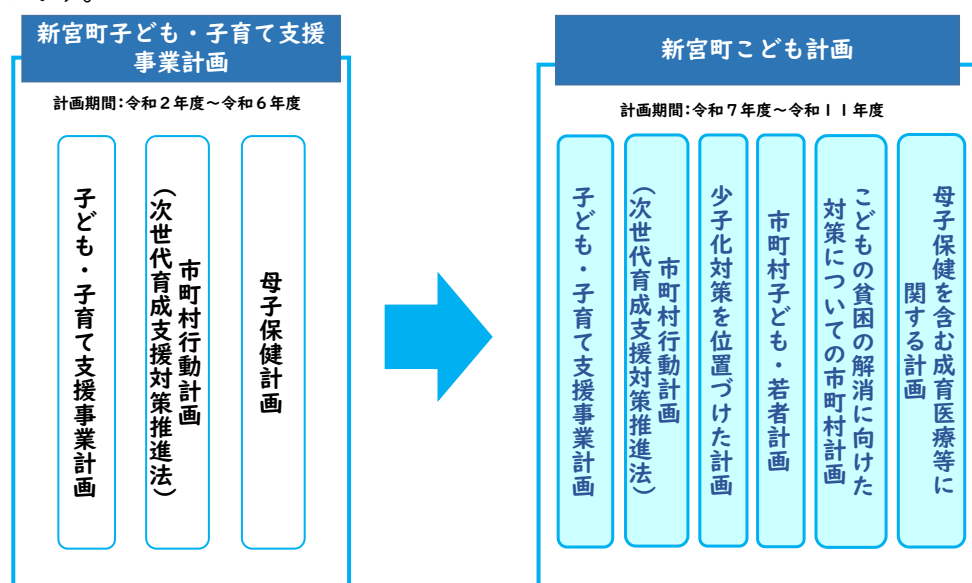 新宮町子ども・子育て支援
事業計画
計画期間:令和2年度～令和6年度
子ども・子育て支援事業計画
市町村行動計画
(次世代育成支援対策推進法)
母子保健計画
新宮町こども計画
計画期間:令和7年度～令和11年度
子ども・子育て支援事業計画
市町村行動計画
(次世代育成支援対策推進法)
少子化対策を位置づけた計画
市町村子ども・若者計画
こどもの貧困の解消に向けた
対策についての市町村計画
母子保健を含む成育医療等に
関する計画